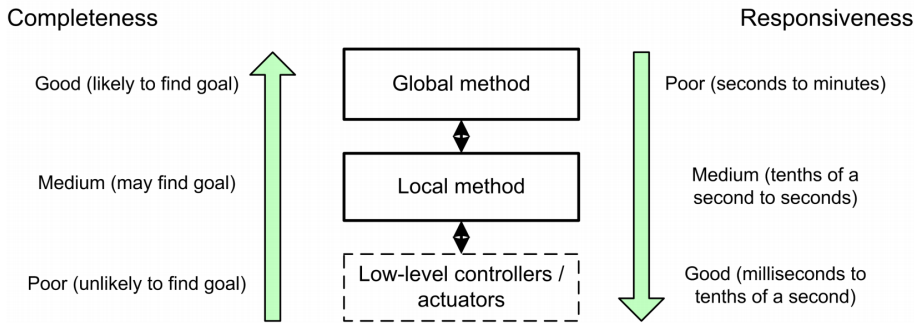 Completeness
Responsiveness
Good (likely to find goal)
Global method
Poor (seconds to minutes)
Medium (may find goal)
Local method
Medium (tenths of a
second to seconds)
Poor (unlikely to find goal)
Low-level controllers /
actuators
Good (milliseconds to
tenths of a second)